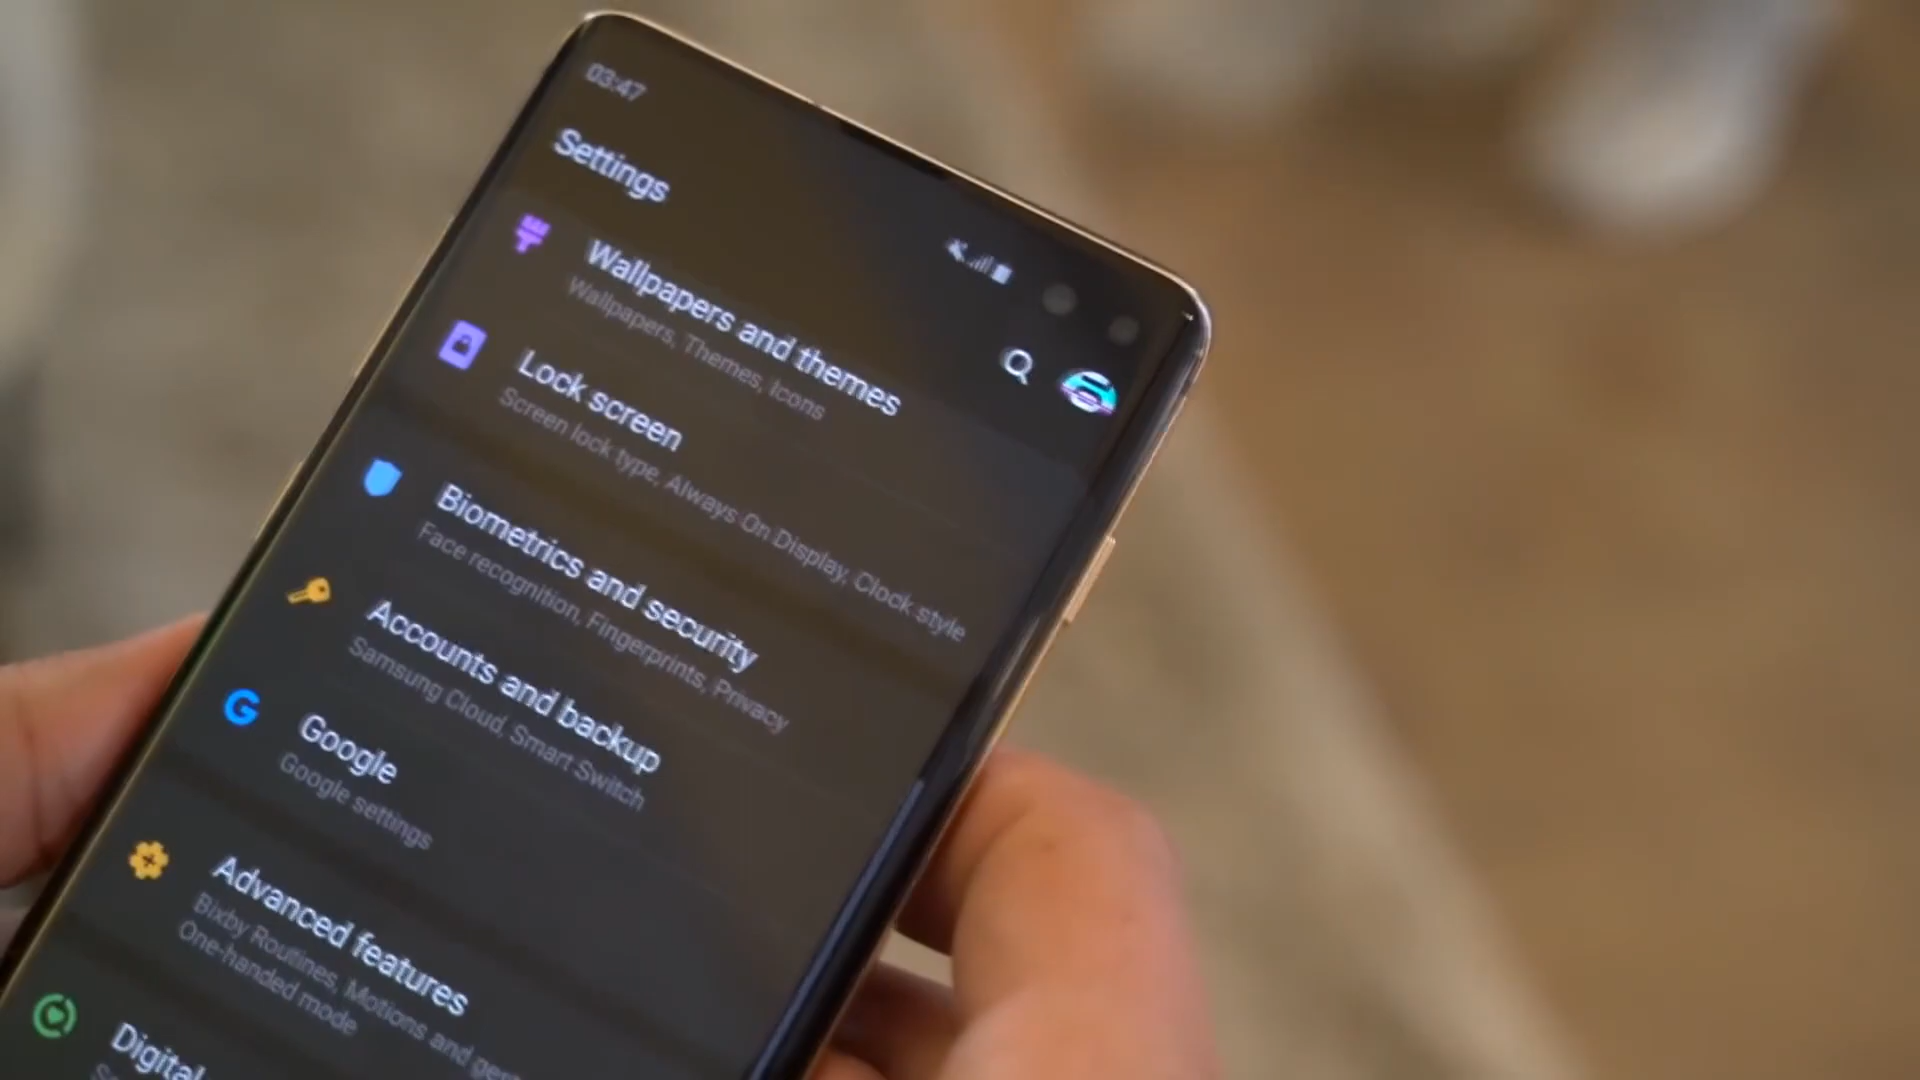 03:47
Settings
Wallpapers and themes
Wallpapers, Themes, Icons
Lock screen
Screen lock type, Always On Display, Clock style
Biometrics and security
Face recognition, Fingerprints, Privacy
Accounts and backup
Samsung Cloud, Smart Switch
Google
Google settings
Advanced features
Bixby Routines, Motions and
One-handed mode
Digital